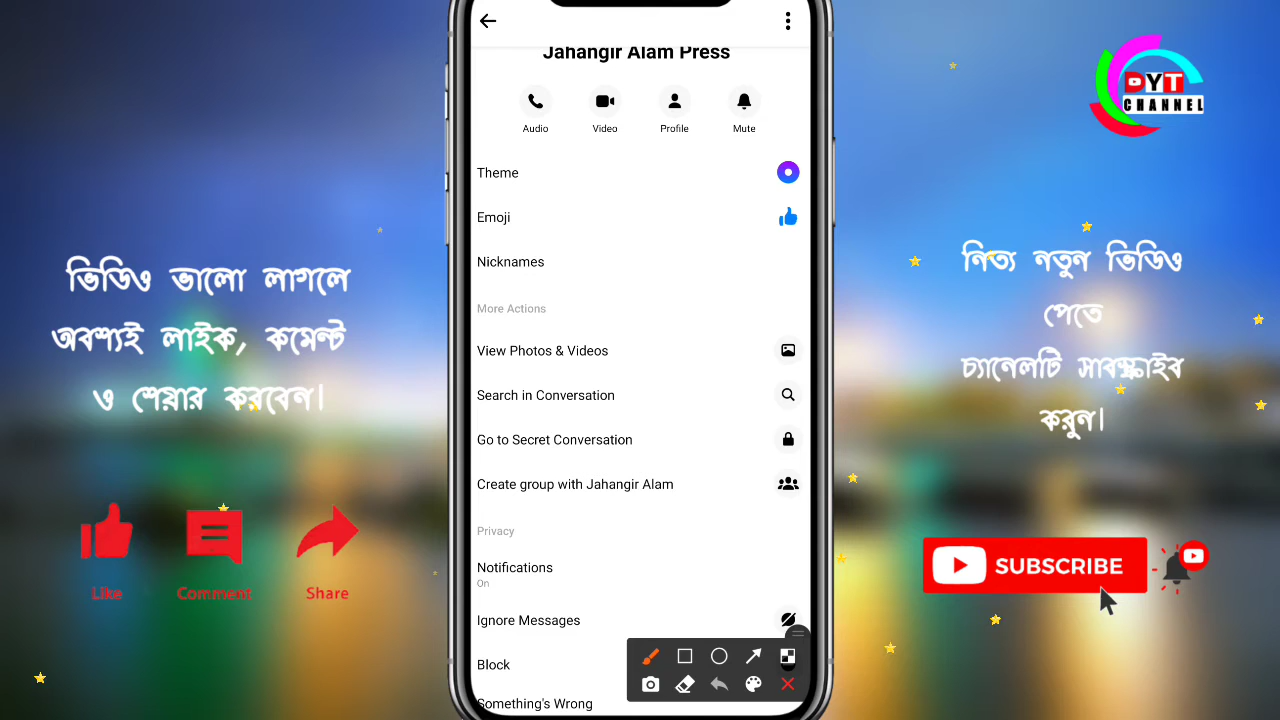 Jahangir Alam Press
Audio
Video
Profile
Mute
Theme
Emoji
Nicknames
More Actions
View Photos & Videos
Search in Conversation
Go to Secret Conversation
Create group with Jahangir Alam
Privacy
Notifications
On
Ignore Messages
Block
Something's Wrong
ভিডিও ভালো লাগলে
অবশ্যই লাইক, কমেন্ট
ও শেয়ার করবেন।
Like
Comment
Share
DYT
CHANNEL
নিত্য নতুন ভিডিও
পেতে
চ্যানেলটি সাবস্ক্রাইব
করুন।
SUBSCRIBE